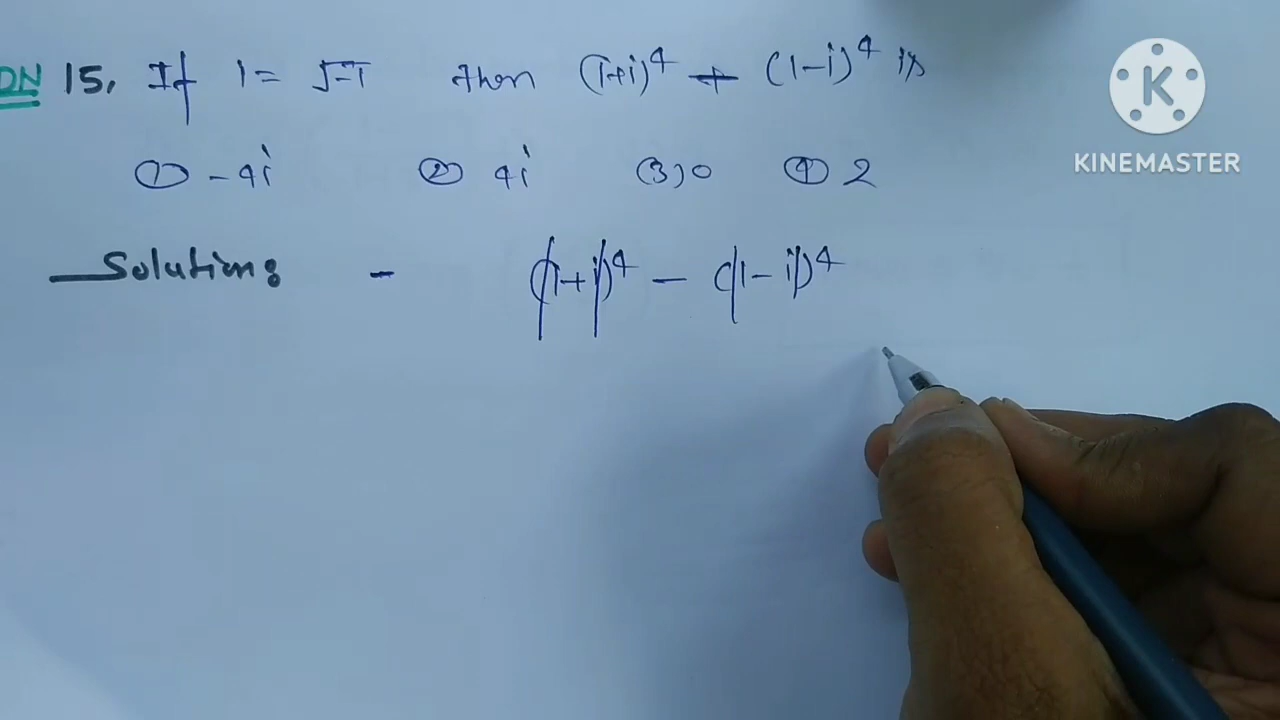 ON 15. If i = √-1 then (1+i)⁴ + (1-i)⁴ is
① -4i ② 4i (3) 0 ④ 2
Solution: - (1+i)⁴ - (1-i)⁴
K
KINEMASTER